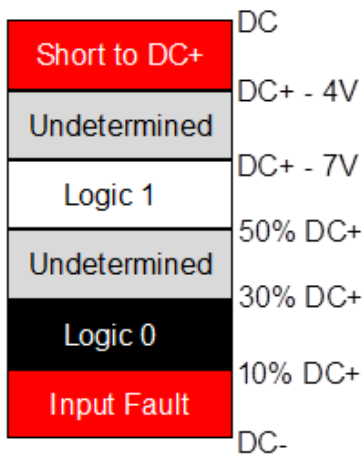 DC
Short to DC+
DC+ - 4V
Undetermined
DC+ - 7V
Logic 1
50% DC+
Undetermined
30% DC+
Logic 0
10% DC+
Input Fault
DC-